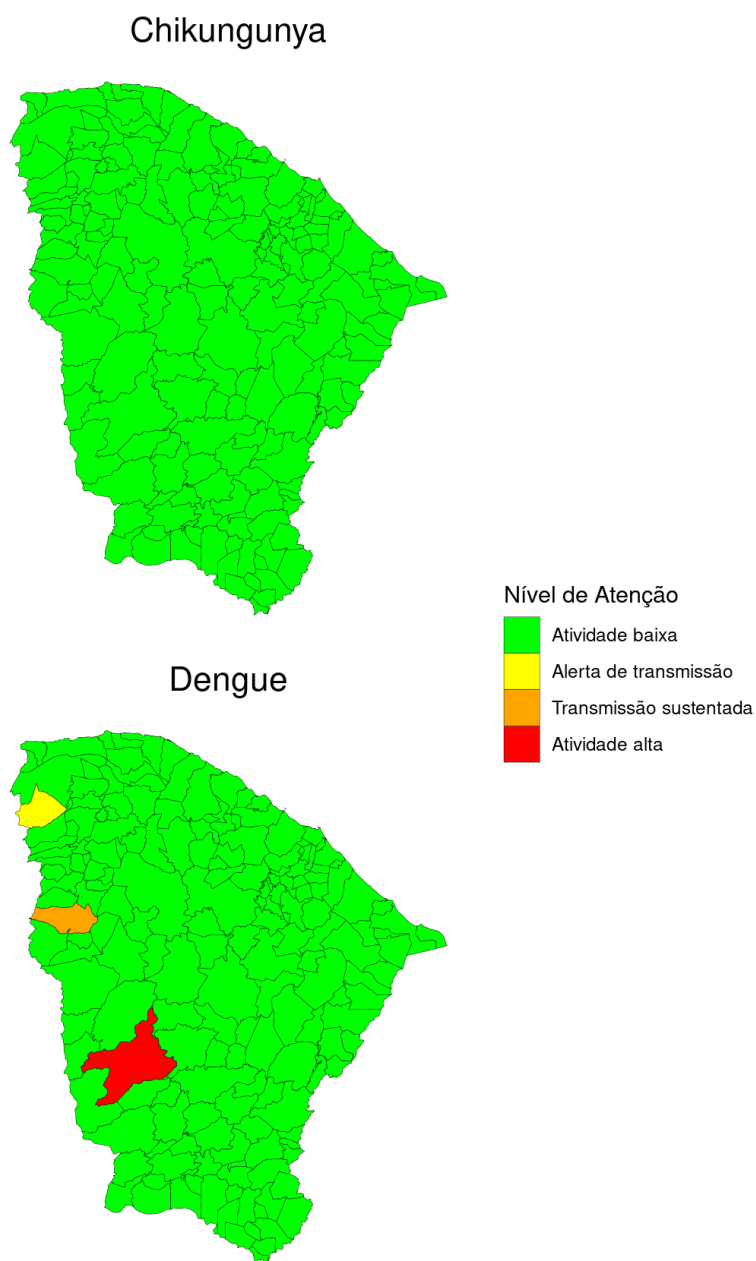 Chikungunya
Nível de Atenção
Atividade baixa
Alerta de transmissão
Transmissão sustentada
Atividade alta
Dengue